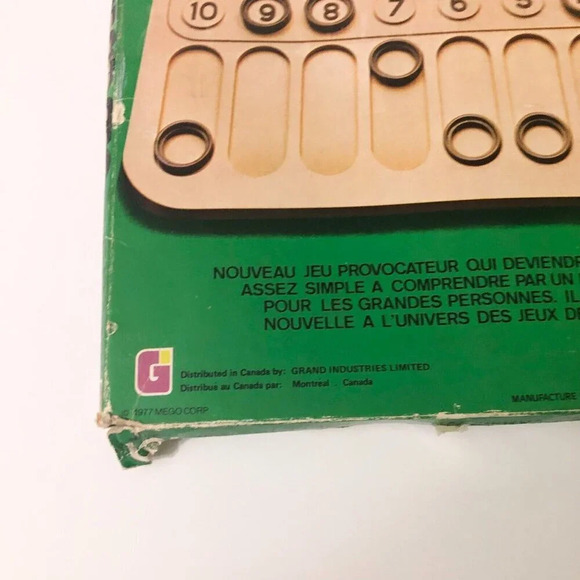 10 9 8 7 6 5
NOUVEAU JEU PROVOCATEUR QUI DEVIENDR
ASSEZ SIMPLE A COMPRENDRE PAR UN
POUR LES GRANDES PERSONNES. IL
NOUVELLE A L'UNIVERS DES JEUX DE
G
Distributed in Canada by: GRAND INDUSTRIES LIMITED
Distribue au Canada par: Montreal . Canada
© 1977 MEGO CORP.
MANUFACTURE